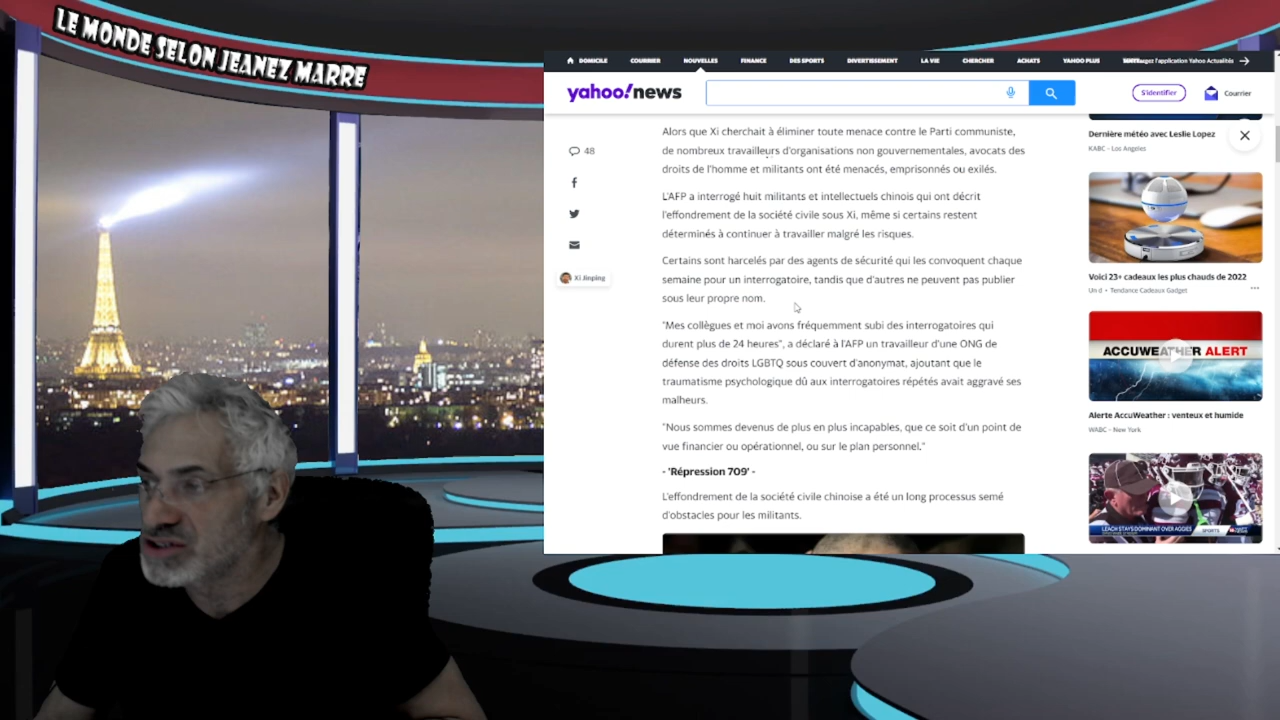 LE MONDE SELON JEANEZ MARRE
DOMICILE COURRIER NOUVELLES FINANCE DES SPORTS DIVERTISSEMENT LA VIE CHERCHER ACHATS YAHOO PLUS l'application Yahoo Actualités
yahoo!news
S'identifier
Courrier
Alors que Xi cherchait à éliminer toute menace contre le Parti communiste,
de nombreux travailleurs d'organisations non gouvernementales, avocats des
droits de l'homme et militants ont été menacés, emprisonnés ou exilés.
L'AFP a interrogé huit militants et intellectuels chinois qui ont décrit
l'effondrement de la société civile sous Xi, même si certains restent
déterminés à continuer à travailler malgré les risques.
Certains sont harcelés par des agents de sécurité qui les convoquent chaque
semaine pour un interrogatoire, tandis que d'autres ne peuvent pas publier
sous leur propre nom.
"Mes collègues et moi avons fréquemment subi des interrogatoires qui
durent plus de 24 heures", a déclaré à l'AFP un travailleur d'une ONG de
défense des droits LGBTQ sous couvert d'anonymat, ajoutant que le
traumatisme psychologique dû aux interrogatoires répétés avait aggravé ses
malheurs.
"Nous sommes devenus de plus en plus incapables, que ce soit d'un point de
vue financier ou opérationnel, ou sur le plan personnel."
- 'Répression 709' -
L'effondrement de la société civile chinoise a été un long processus semé
d'obstacles pour les militants.
48
Xi Jinping
Dernière météo avec Leslie Lopez
KABC - Los Angeles
Voici 23+ cadeaux les plus chauds de 2022
Un d • Tendance Cadeaux Gadget
ACCUWEATHER ALERT
Alerte AccuWeather : venteux et humide
WABC – New York
LEACH STAYS DOMINANT OVER AGGIES
SPORTS